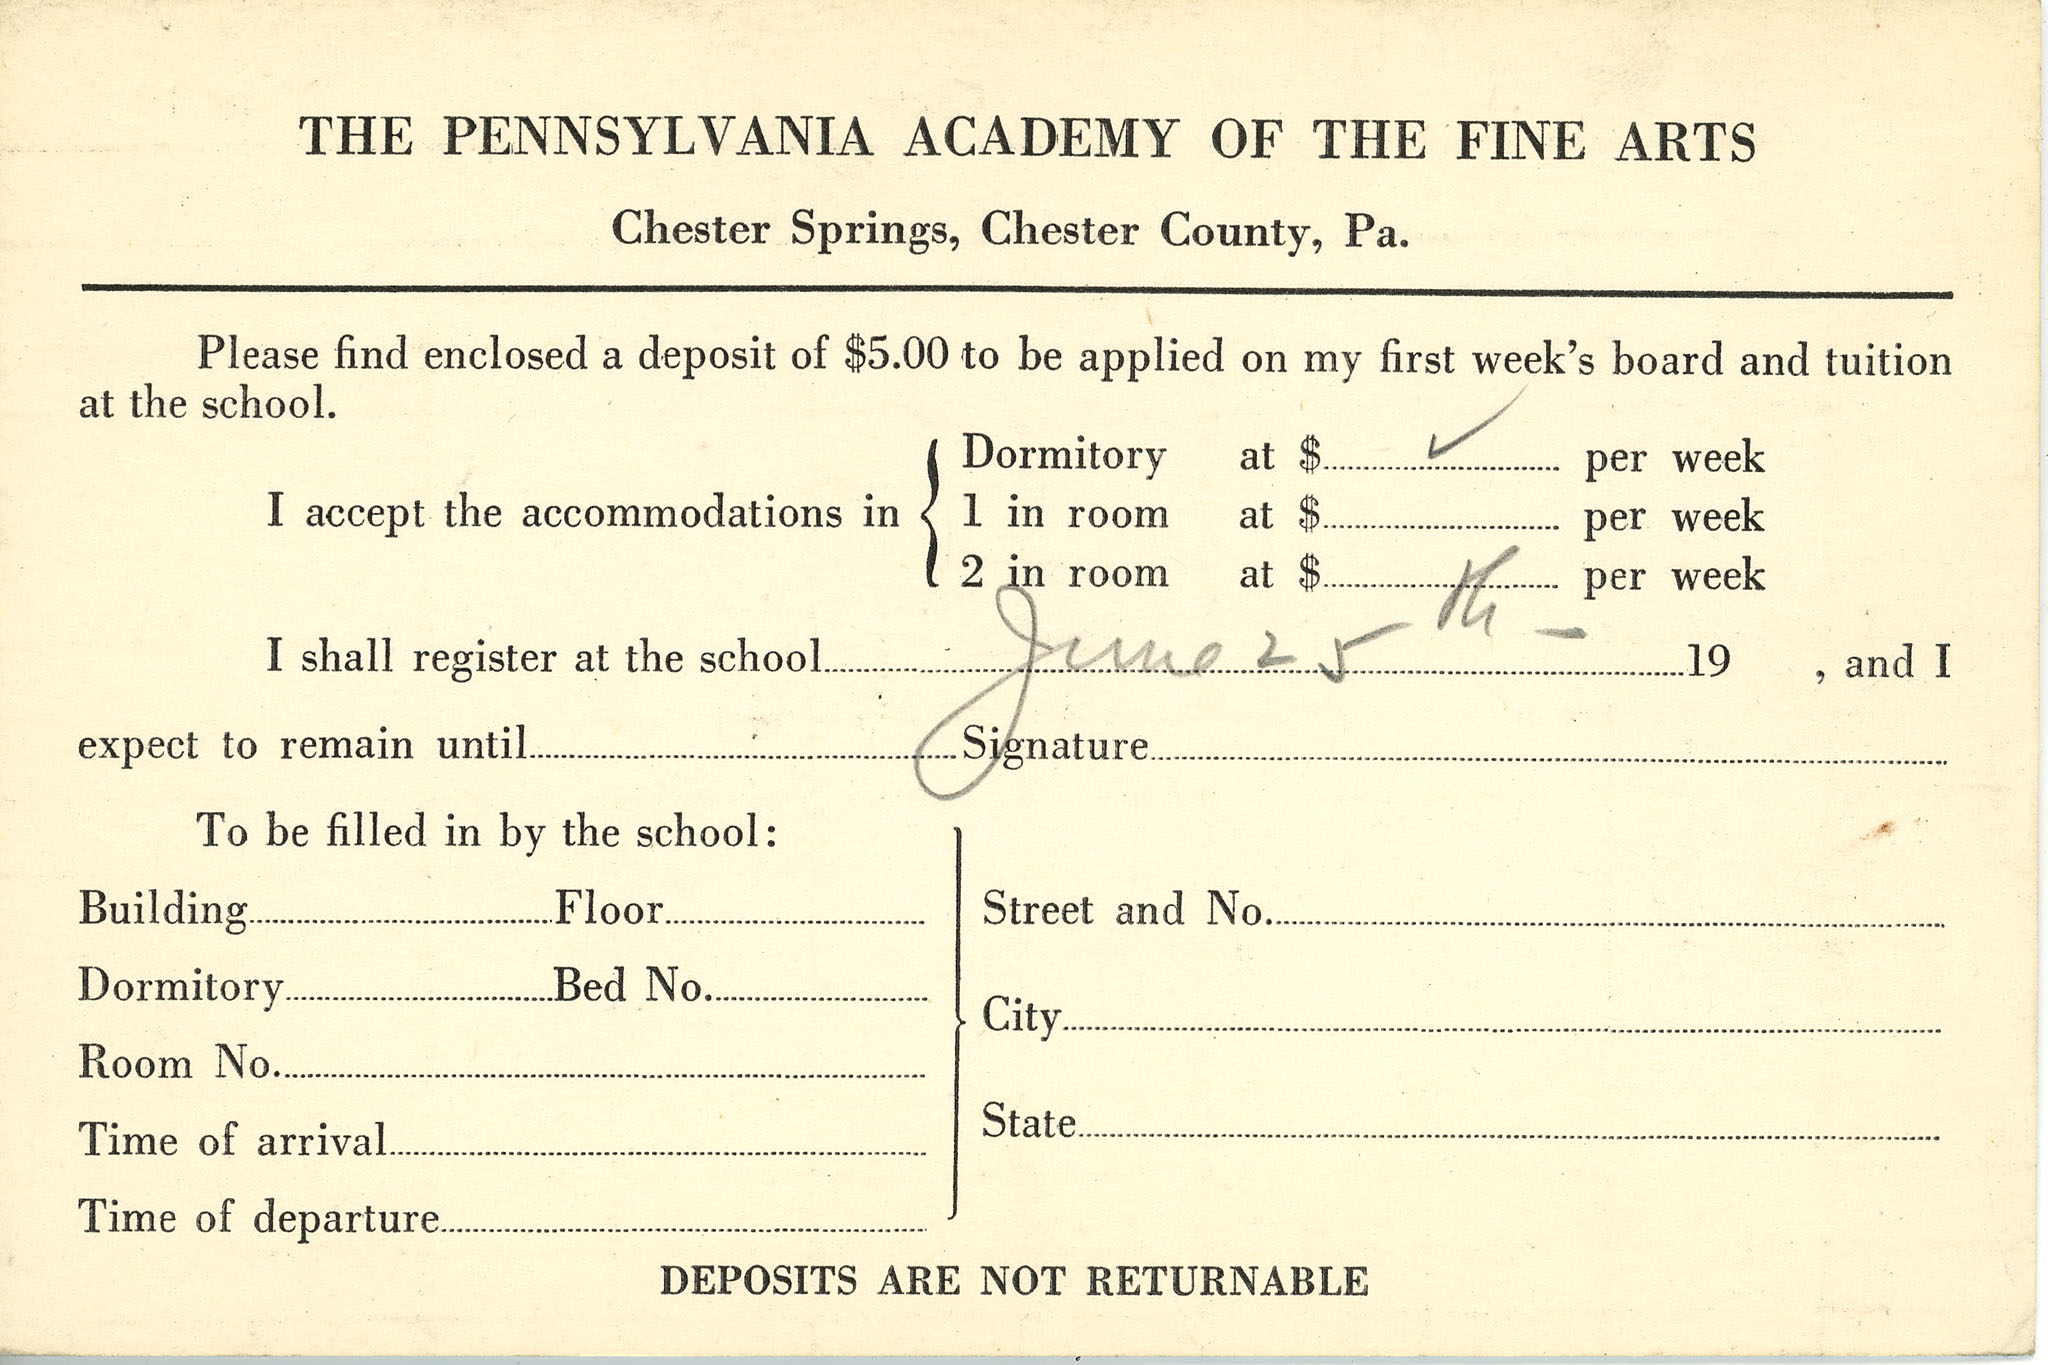 THE PENNSYLVANIA ACADEMY OF THE FINE ARTS
Chester Springs, Chester County, Pa.
Please find enclosed a deposit of $5.00 to be applied on my first week's board and tuition
at the school.
I accept the accommodations in { Dormitory at $ ✓ per week
1 in room at $ per week
2 in room at $ per week
I shall register at the school June 25th - 19 , and I
expect to remain until Signature
To be filled in by the school:
Building Floor
Dormitory Bed No.
Room No.
Time of arrival
Time of departure
Street and No.
City
State
DEPOSITS ARE NOT RETURNABLE